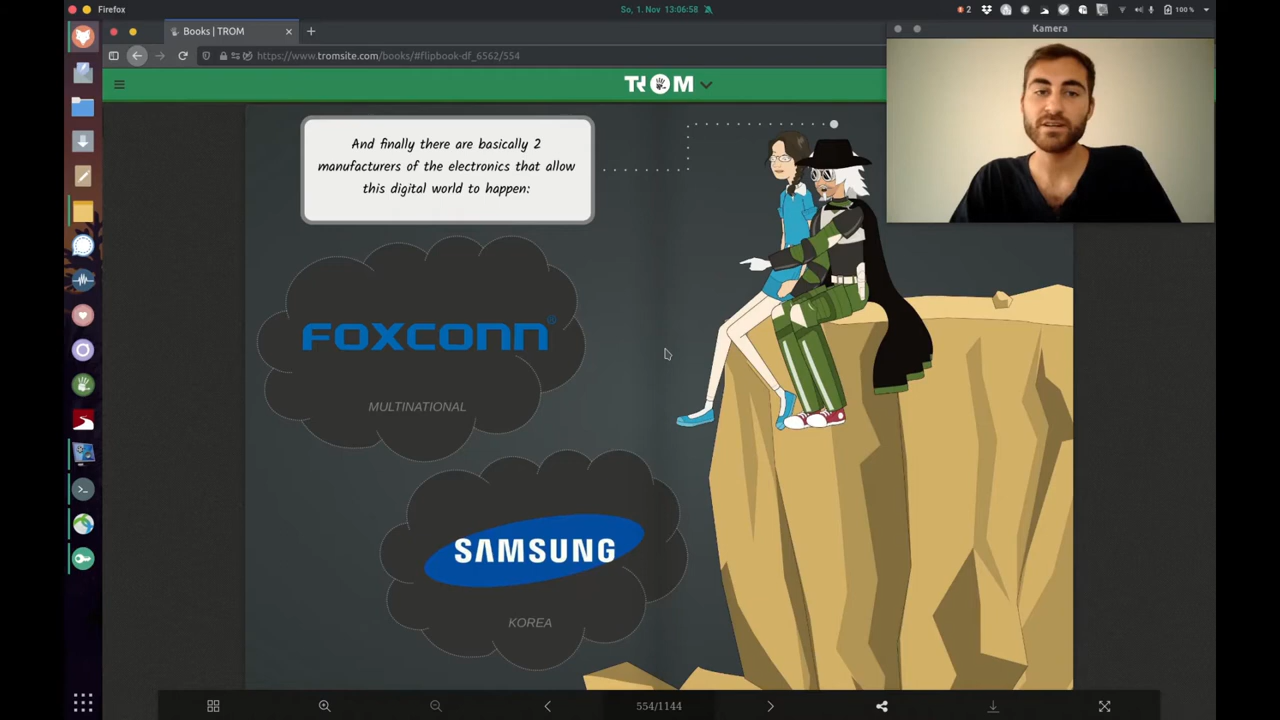 Firefox
So, 1. Nov 13:06:58
2
100 %
Books | TROM
Kamera
https://www.tromsite.com/books/#flipbook-df_6562/554
TROM
And finally there are basically 2
manufacturers of the electronics that allow
this digital world to happen:
FOXCONN®
MULTINATIONAL
SAMSUNG
KOREA
554/1144